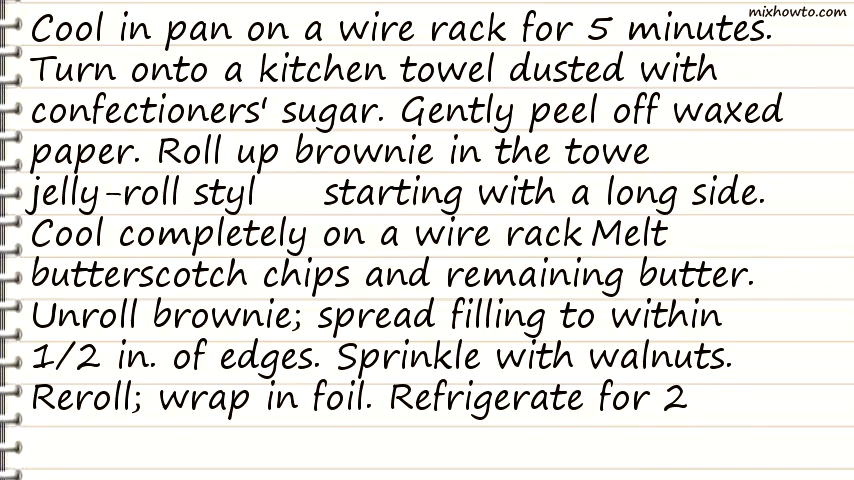 mixhowto.com
Cool in pan on a wire rack for 5 minutes.
Turn onto a kitchen towel dusted with
confectioners' sugar. Gently peel off waxed
paper. Roll up brownie in the towe
jelly-roll styl starting with a long side.
Cool completely on a wire rack Melt
butterscotch chips and remaining butter.
Unroll brownie; spread filling to within
1/2 in. of edges. Sprinkle with walnuts.
Reroll; wrap in foil. Refrigerate for 2